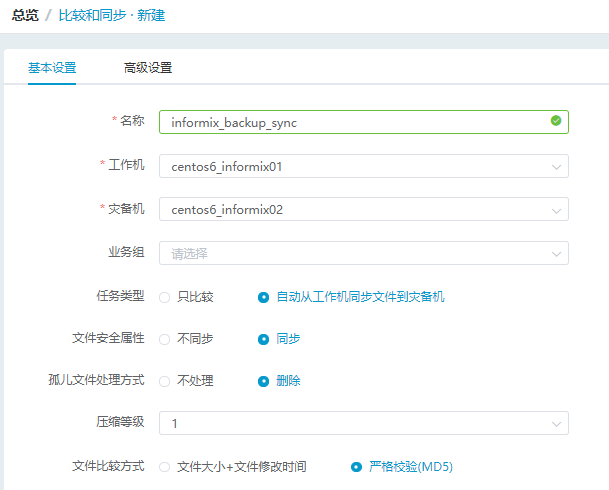 总览 / 比较和同步 · 新建
基本设置 高级设置
* 名称 informix_backup_sync
* 工作机 centos6_informix01
* 灾备机 centos6_informix02
业务组 请选择
任务类型 只比较 自动从工作机同步文件到灾备机
文件安全属性 不同步 同步
孤儿文件处理方式 不处理 删除
压缩等级 1
文件比较方式 文件大小+文件修改时间 严格校验(MD5)